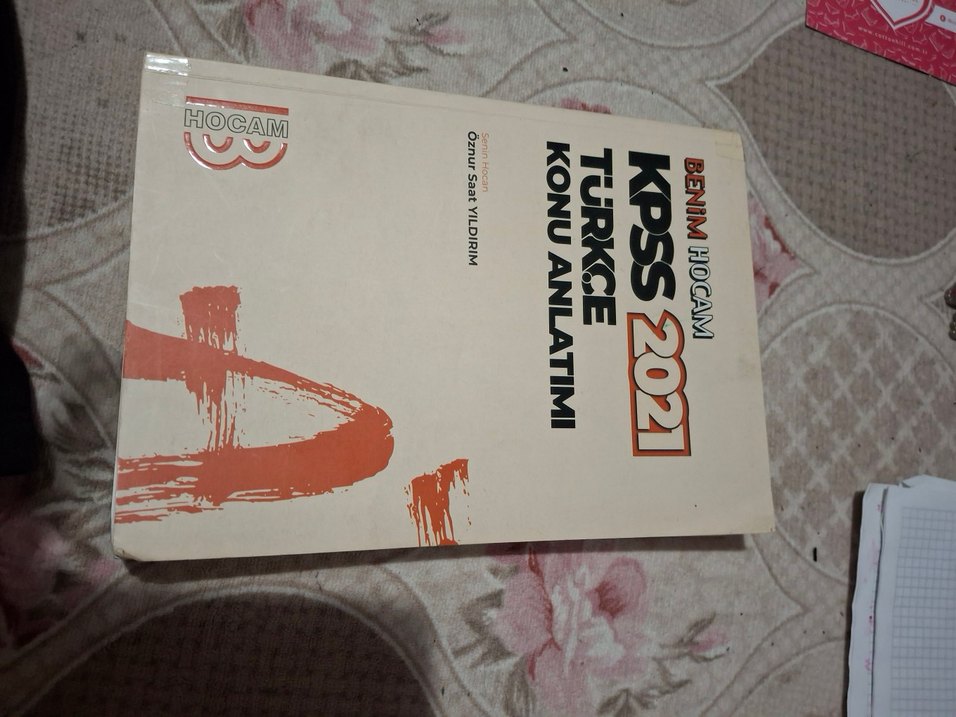 BENİM HOCAM
KPSS 2021
TÜRKÇE
KONU ANLATIMI
Senin Hocan
Öznur Saat YILDIRIM
HOCAM